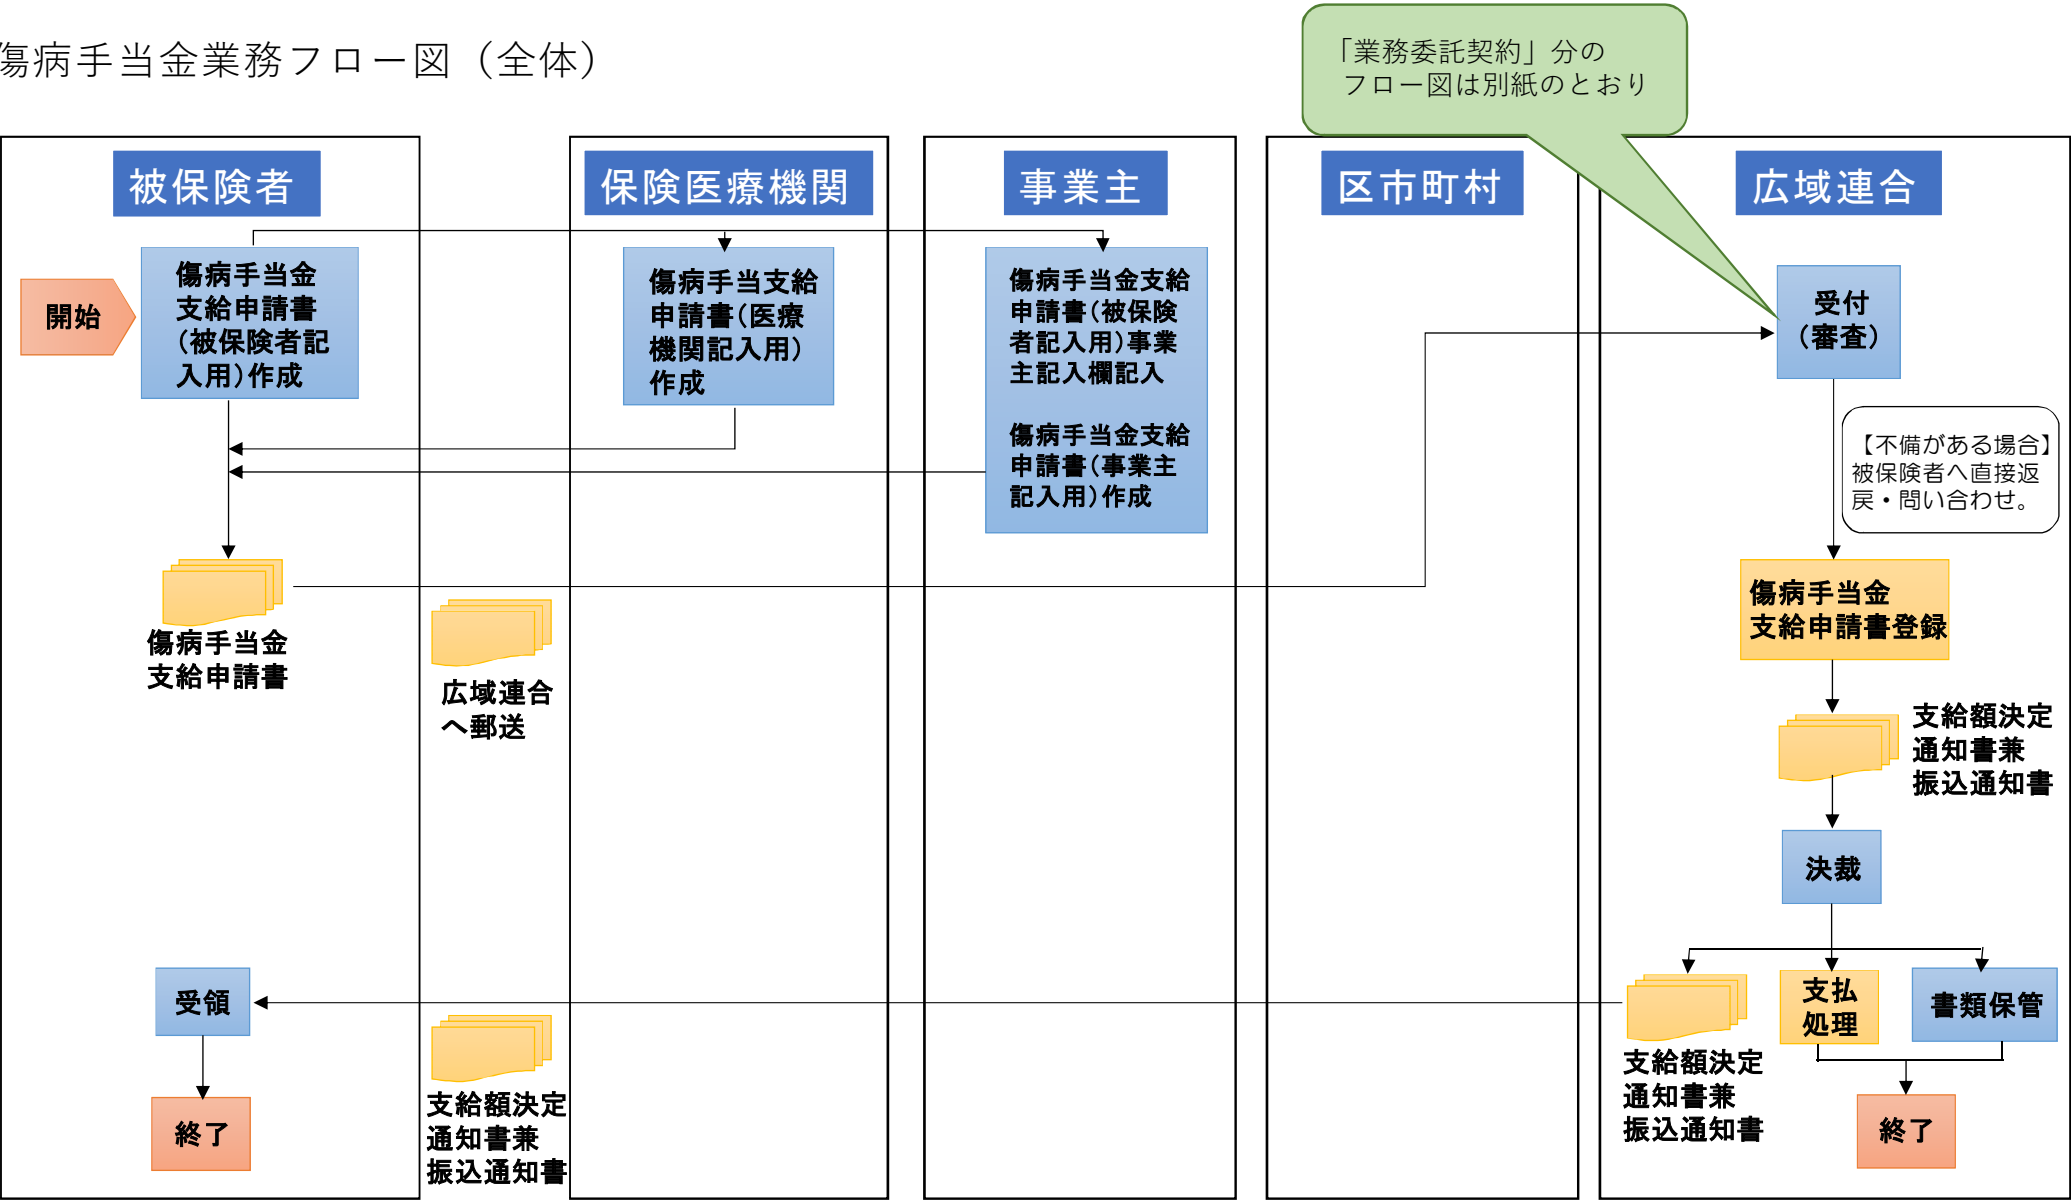 傷病手当金業務フロー図（全体）
「業務委託契約」分の
フロー図は別紙のとおり
被保険者
保険医療機関
事業主
区市町村
広域連合
開始
傷病手当金
支給申請書
（被保険者記
入用）作成
傷病手当支給
申請書（医療
機関記入用）
作成
傷病手当金支給
申請書（被保険
者記入用）事業
主記入欄記入
傷病手当金支給
申請書（事業主
記入用）作成
受付
（審査）
【不備がある場合】
被保険者へ直接返
戻・問い合わせ。
傷病手当金
支給申請書
広域連合
へ郵送
傷病手当金
支給申請書登録
支給額決定
通知書兼
振込通知書
決裁
受領
支払
処理
書類保管
支給額決定
通知書兼
振込通知書
支給額決定
通知書兼
振込通知書
終了
終了